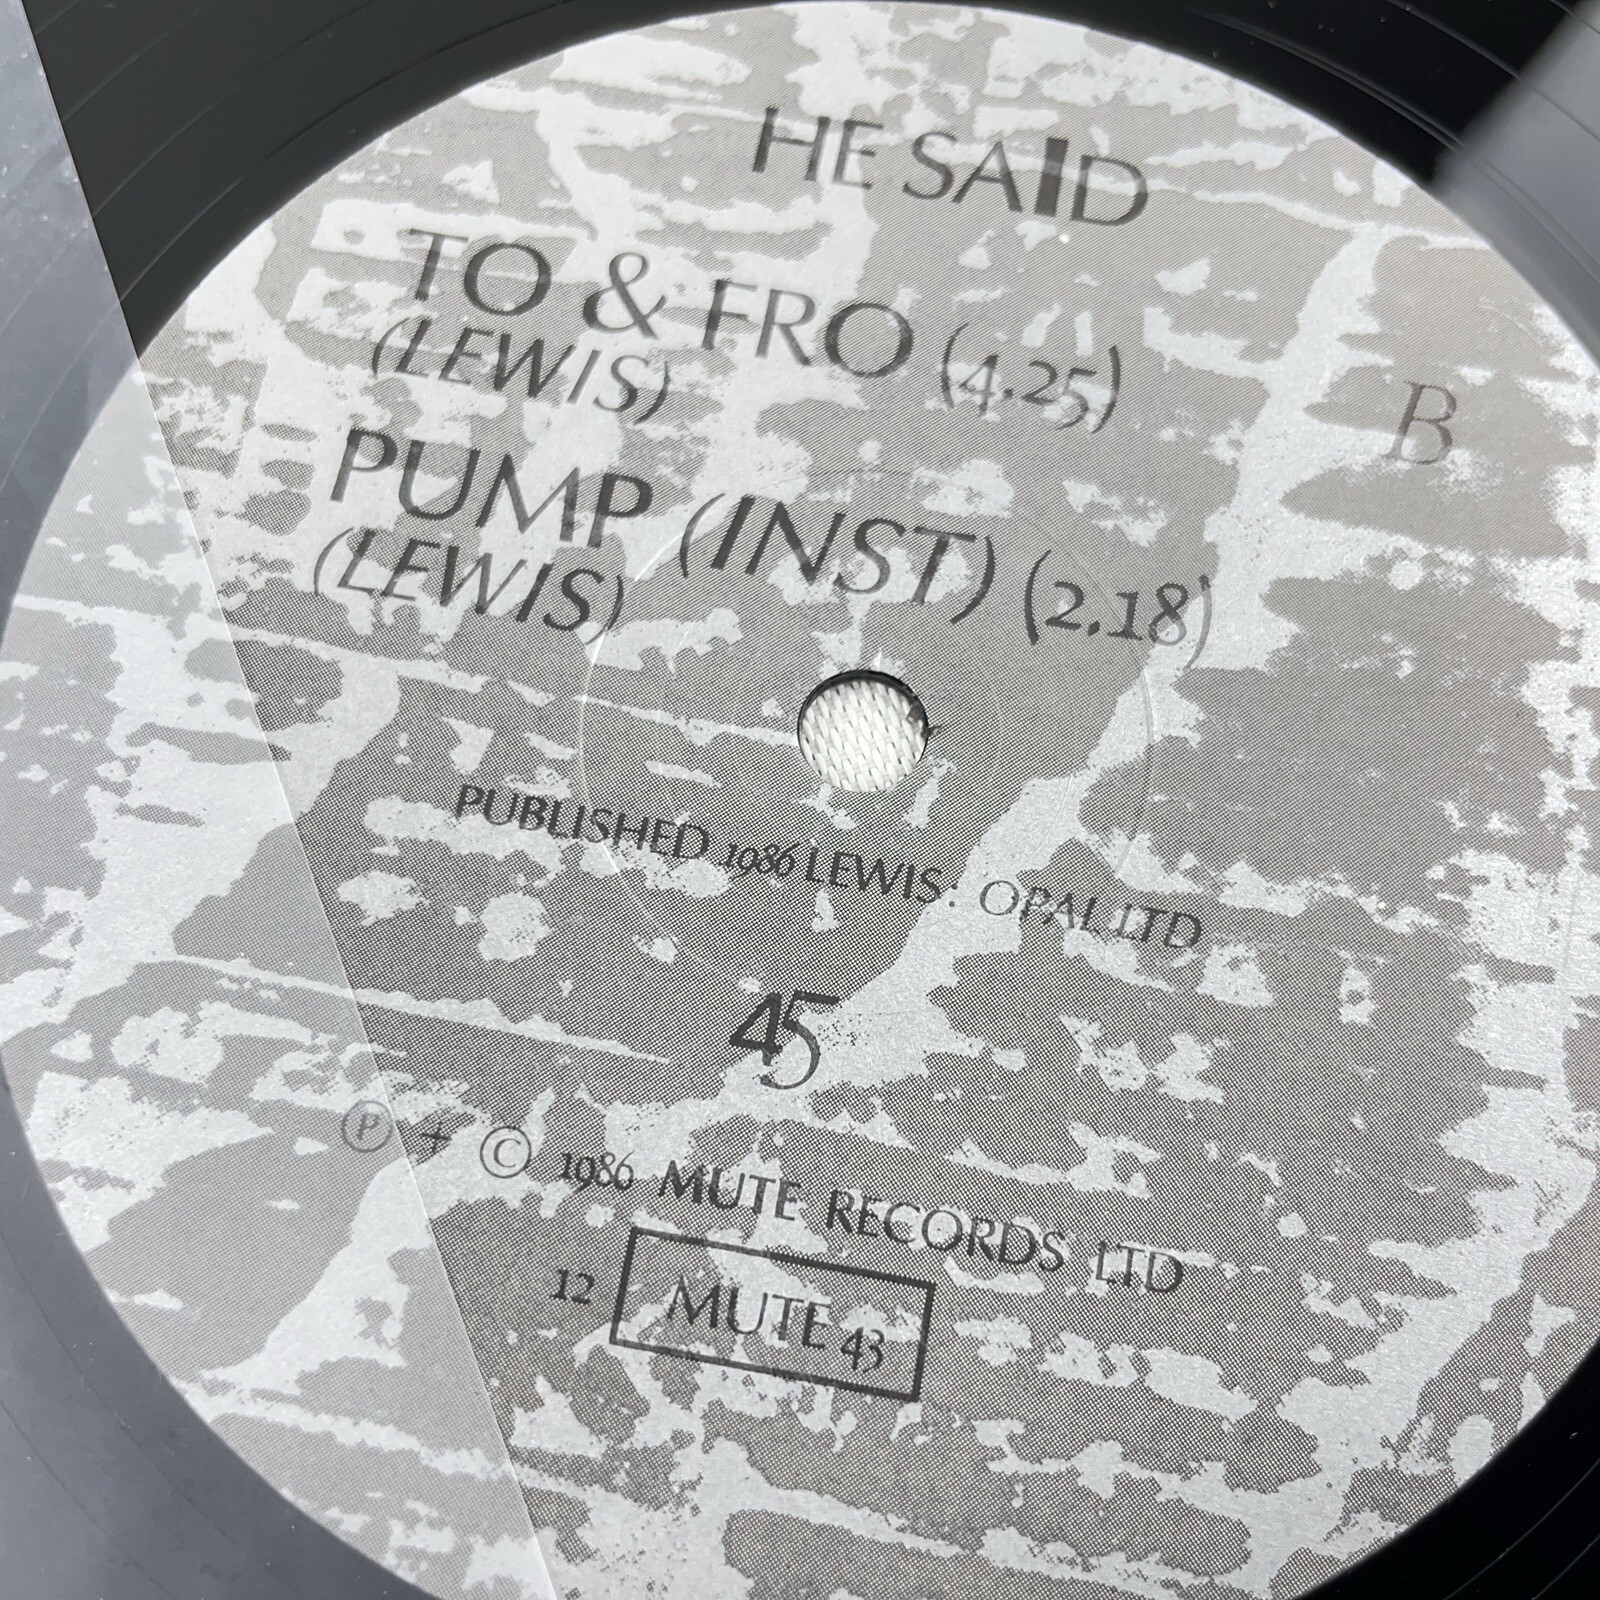 HE SAID
TO & FRO (4.25)
(LEWIS)
B
PUMP (INST) (2.18)
(LEWIS)
PUBLISHED 1986 LEWIS: OPAL LTD
45
Ⓟ + © 1986 MUTE RECORDS LTD
12 MUTE 43